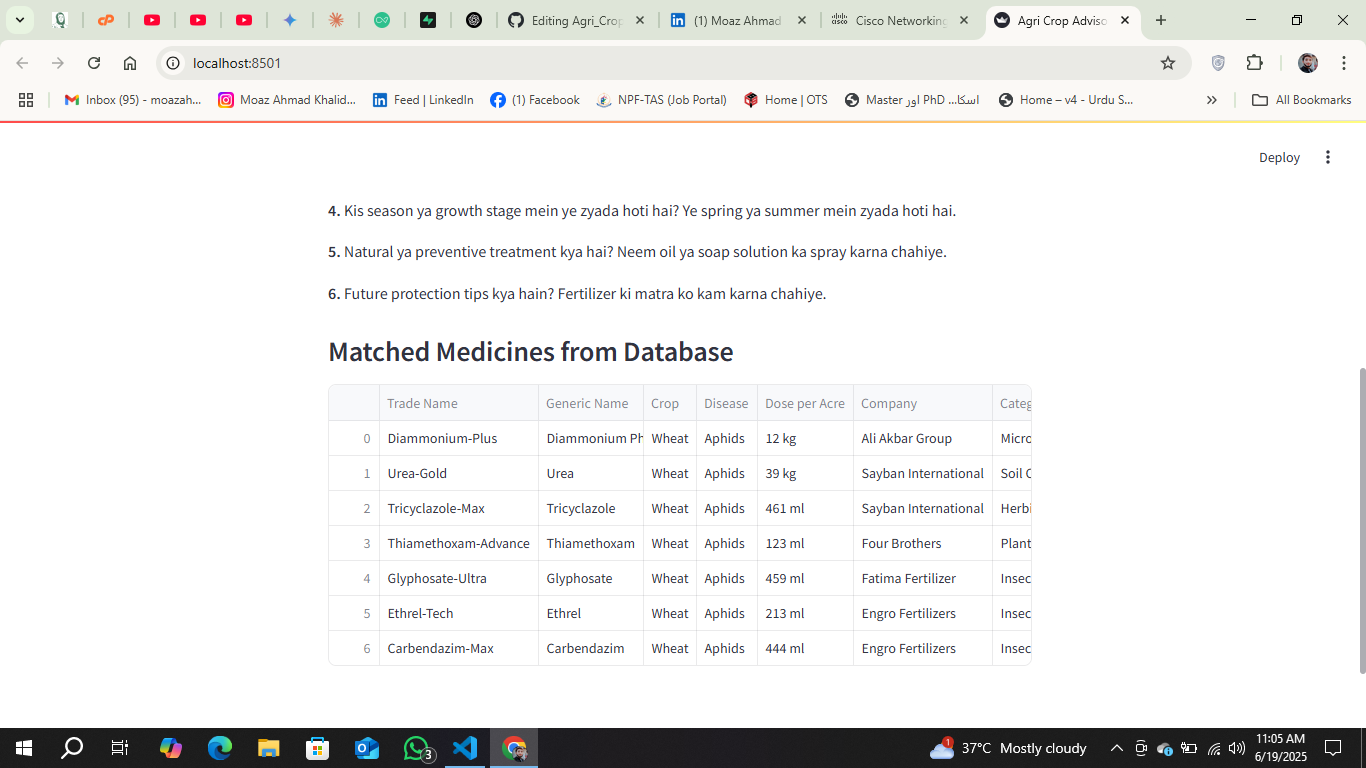 Editing Agri_Crop
(1) Moaz Ahmad
Cisco Networking
Agri Crop Adviso
localhost:8501
Inbox (95) - moazah...
Moaz Ahmad Khalid...
Feed | LinkedIn
(1) Facebook
NPF-TAS (Job Portal)
Home | OTS
Master اور PhD اسکا...
Home – v4 - Urdu S...
All Bookmarks
Deploy
4. Kis season ya growth stage mein ye zyada hoti hai? Ye spring ya summer mein zyada hoti hai.
5. Natural ya preventive treatment kya hai? Neem oil ya soap solution ka spray karna chahiye.
6. Future protection tips kya hain? Fertilizer ki matra ko kam karna chahiye.
Matched Medicines from Database
Trade Name Generic Name Crop Disease Dose per Acre Company Categ
0 Diammonium-Plus Diammonium Ph Wheat Aphids 12 kg Ali Akbar Group Micro
1 Urea-Gold Urea Wheat Aphids 39 kg Sayban International Soil C
2 Tricyclazole-Max Tricyclazole Wheat Aphids 461 ml Sayban International Herbi
3 Thiamethoxam-Advance Thiamethoxam Wheat Aphids 123 ml Four Brothers Plant
4 Glyphosate-Ultra Glyphosate Wheat Aphids 459 ml Fatima Fertilizer Insec
5 Ethrel-Tech Ethrel Wheat Aphids 213 ml Engro Fertilizers Insec
6 Carbendazim-Max Carbendazim Wheat Aphids 444 ml Engro Fertilizers Insec
3
1
37°C Mostly cloudy
11:05 AM
6/19/2025